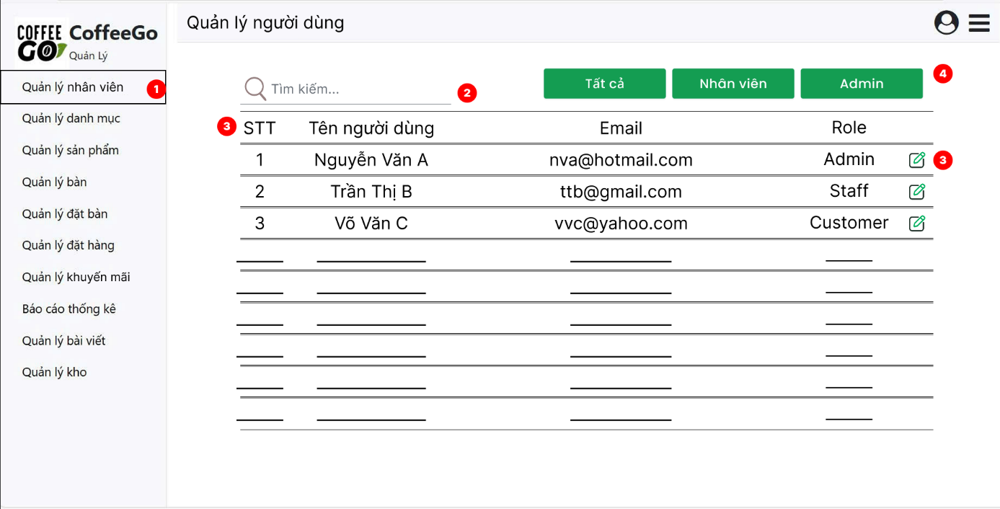 COFFEE GO CoffeeGo
Quản Lý
Quản lý người dùng
Quản lý nhân viên 1
Quản lý danh mục
Quản lý sản phẩm
Quản lý bàn
Quản lý đặt bàn
Quản lý đặt hàng
Quản lý khuyến mãi
Báo cáo thống kê
Quản lý bài viết
Quản lý kho
Tìm kiếm... 2
Tất cả Nhân viên Admin 4
3 STT Tên người dùng Email Role
1 Nguyễn Văn A nva@hotmail.com Admin 3
2 Trần Thị B ttb@gmail.com Staff
3 Võ Văn C vvc@yahoo.com Customer